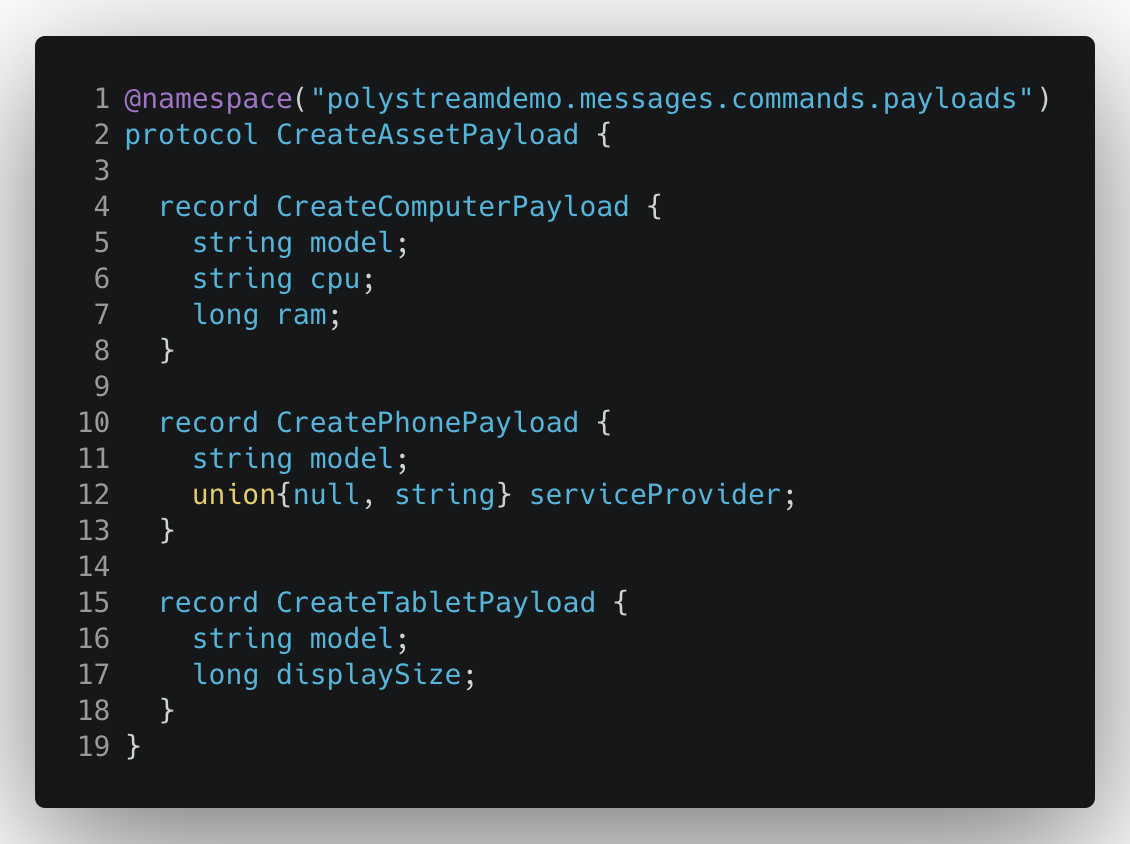 1 @namespace("polystreamdemo.messages.commands.payloads")
2 protocol CreateAssetPayload {
3
4   record CreateComputerPayload {
5     string model;
6     string cpu;
7     long ram;
8   }
9
10   record CreatePhonePayload {
11     string model;
12     union{null, string} serviceProvider;
13   }
14
15   record CreateTabletPayload {
16     string model;
17     long displaySize;
18   }
19 }